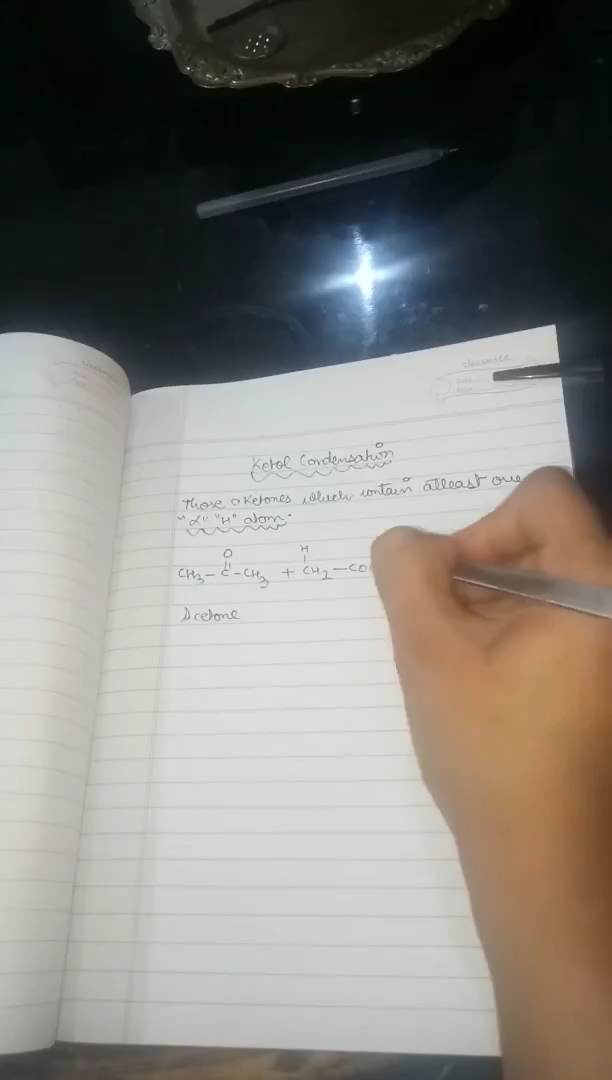 Ketol Condensation
Those Ketones which contain atleast one
"α" "H" atom.
O H
CH3 – C – CH3 + CH2 – CO
Acetone